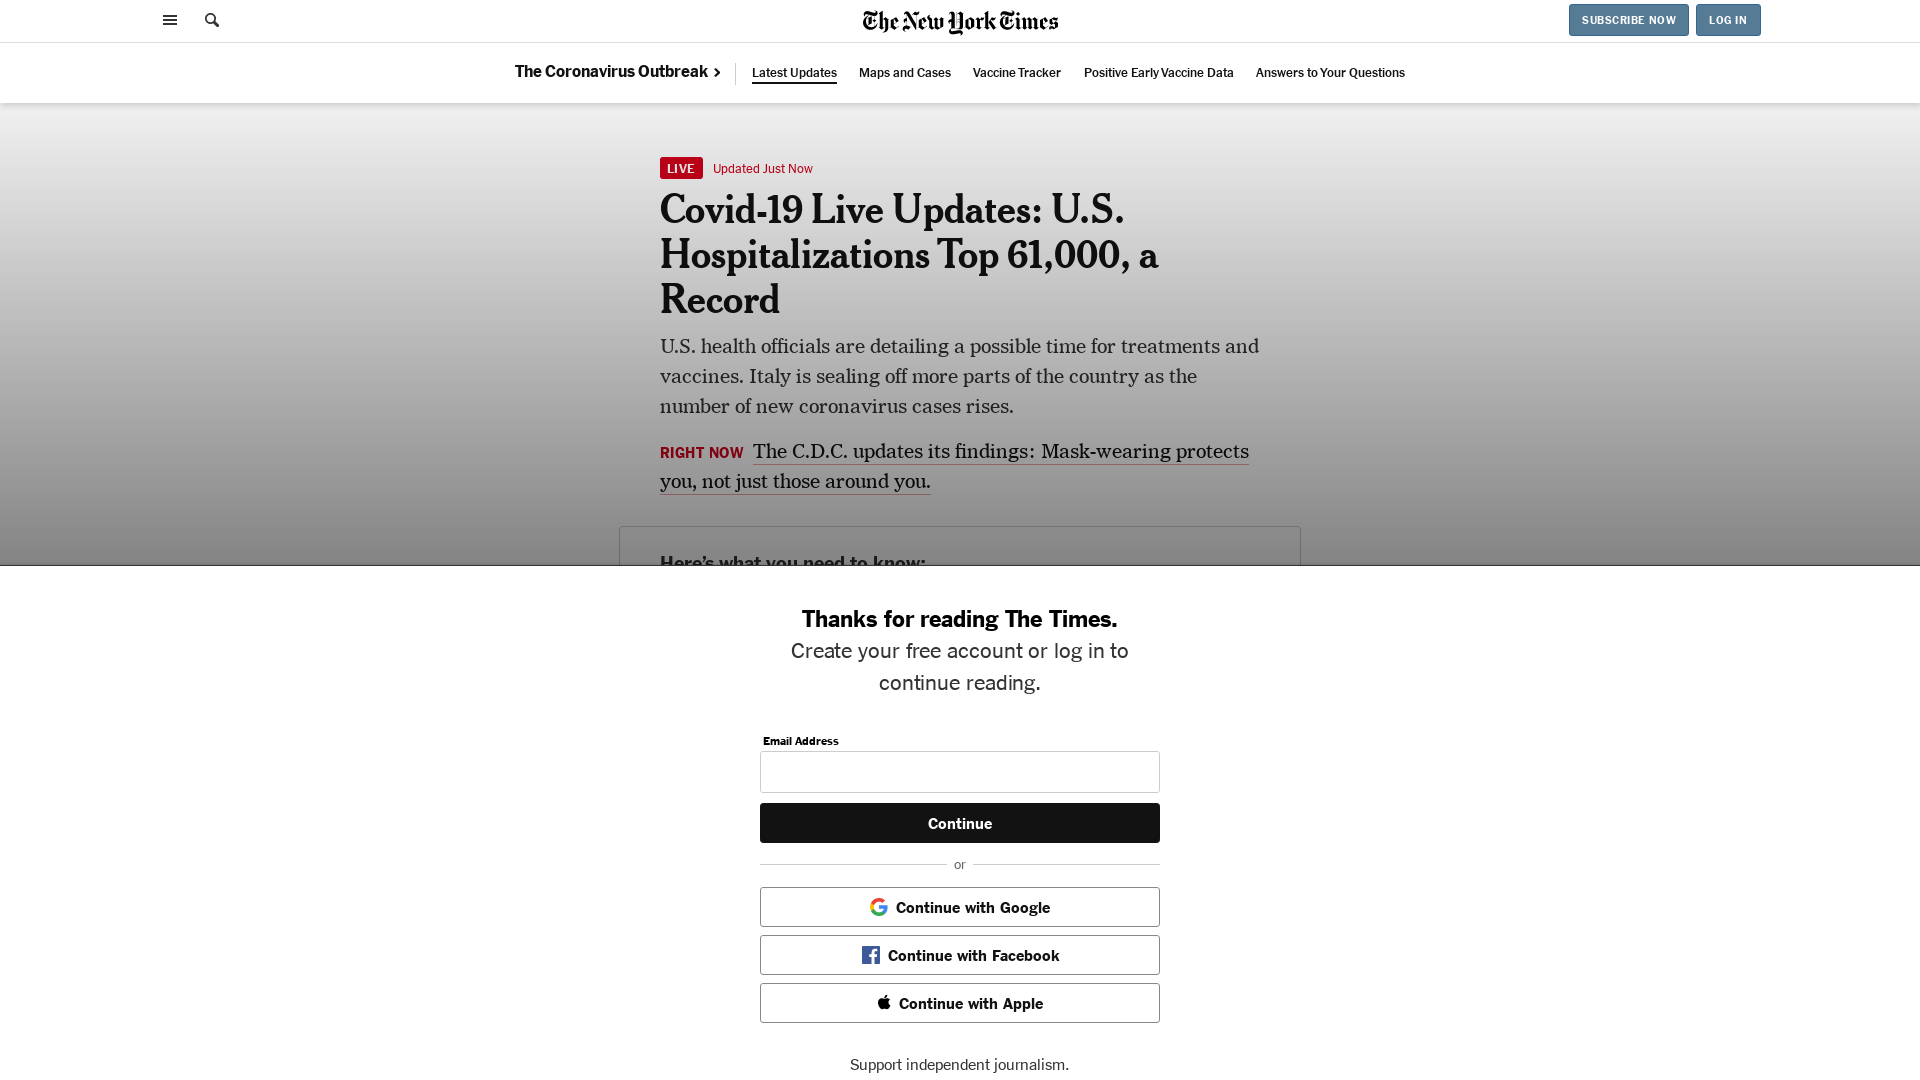 The New York Times
SUBSCRIBE NOW
LOG IN
The Coronavirus Outbreak
Latest Updates
Maps and Cases
Vaccine Tracker
Positive Early Vaccine Data
Answers to Your Questions
LIVE
Updated Just Now
Covid-19 Live Updates: U.S.
Hospitalizations Top 61,000, a
Record
U.S. health officials are detailing a possible time for treatments and
vaccines. Italy is sealing off more parts of the country as the
number of new coronavirus cases rises.
RIGHT NOW The C.D.C. updates its findings: Mask-wearing protects
you, not just those around you.
Here’s what you need to know:
Thanks for reading The Times.
Create your free account or log in to
continue reading.
Email Address
Continue
or
Continue with Google
Continue with Facebook
Continue with Apple
Support independent journalism.